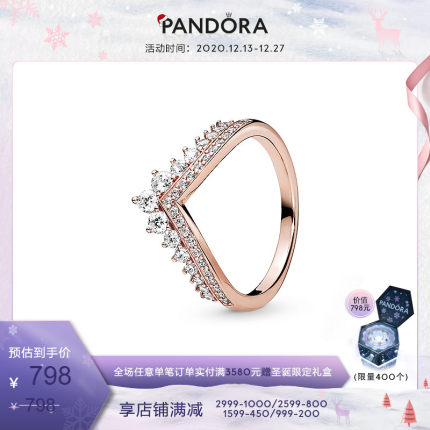 PANDORA
活动时间：2020.12.13-12.27
价值
798元
PANDORA
(限量400个)
预估到手价
全场任意单笔订单实付满3580元赠圣诞限定礼盒
￥ 798
￥ 798
享店铺满减
2999-1000/2599-800
1599-450/999-200